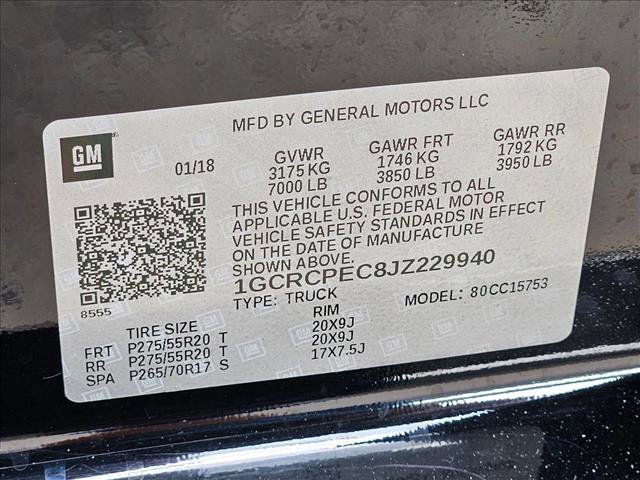 MFD BY GENERAL MOTORS LLC
GM
01/18
GVWR
3175 KG
7000 LB
GAWR FRT
1746 KG
3850 LB
GAWR RR
1792 KG
3950 LB
THIS VEHICLE CONFORMS TO ALL
APPLICABLE U.S. FEDERAL MOTOR
VEHICLE SAFETY STANDARDS IN EFFECT
ON THE DATE OF MANUFACTURE
SHOWN ABOVE.
1GCRCPEC8JZ229940
8555
TYPE: TRUCK
MODEL: 80CC15753
TIRE SIZE RIM
FRT P275/55R20 T 20X9J
RR P275/55R20 T 20X9J
SPA P265/70R17 S 17X7.5J